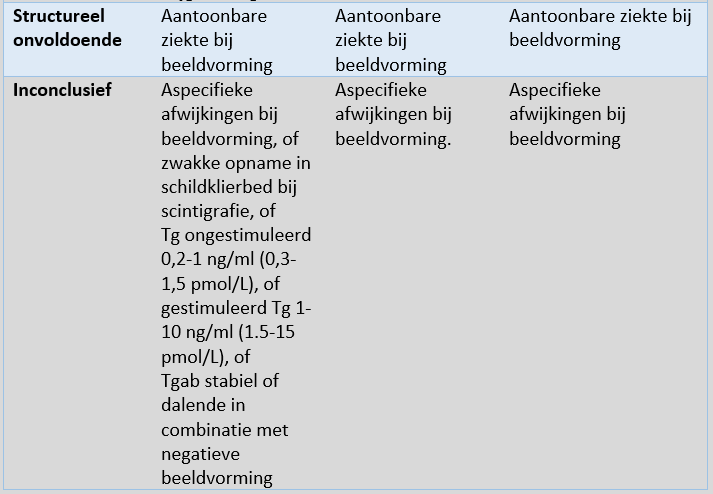 Structureel
onvoldoende
Aantoonbare
ziekte bij
beeldvorming
Aantoonbare
ziekte bij
beeldvorming
Aantoonbare ziekte bij
beeldvorming
Inconclusief
Aspecifieke
afwijkingen bij
beeldvorming, of
zwakke opname in
schildklierbed bij
scintigrafie, of
Tg ongestimuleerd
0,2-1 ng/ml (0,3-
1,5 pmol/L), of
gestimuleerd Tg 1-
10 ng/ml (1.5-15
pmol/L), of
Tgab stabiel of
dalende in
combinatie met
negatieve
beeldvorming
Aspecifieke
afwijkingen bij
beeldvorming.
Aspecifieke
afwijkingen bij
beeldvorming